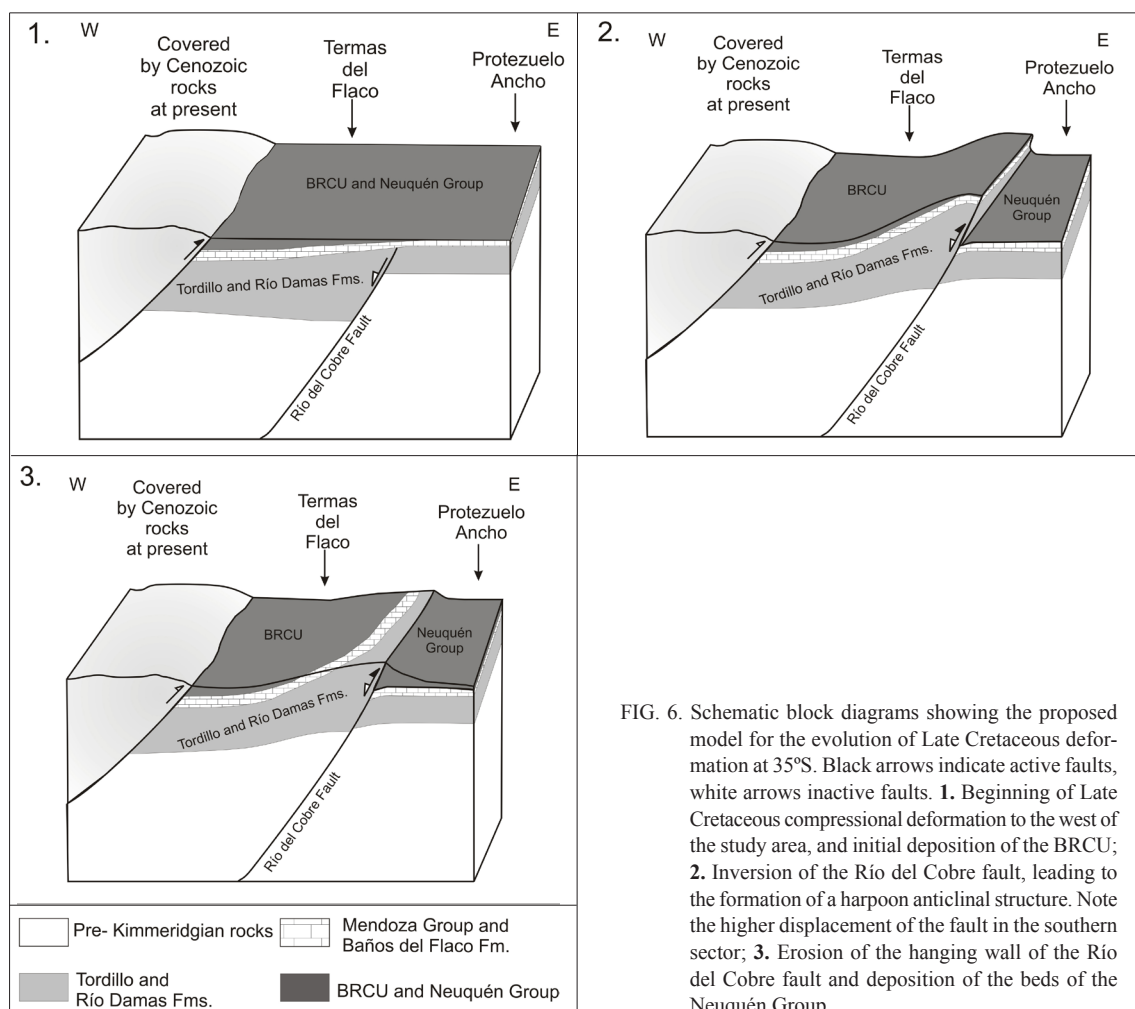 1.
W
E
Covered
by Cenozoic
rocks
at present
Termas
del
Flaco
Protezuelo
Ancho
BRCU and Neuquén Group
Tordillo and Río Damas Fms.
Río del Cobre Fault
2.
W
E
Covered
by Cenozoic
rocks
at present
Termas
del
Flaco
Protezuelo
Ancho
BRCU
Neuquén
Group
Tordillo and Río Damas Fms.
Río del Cobre Fault
3.
W
E
Covered
by Cenozoic
rocks
at present
Termas
del
Flaco
Protezuelo
Ancho
BRCU
Neuquén
Group
Tordillo and Río Damas Fms.
Río del Cobre Fault
Pre- Kimmeridgian rocks
Mendoza Group and
Baños del Flaco Fm.
Tordillo and
Río Damas Fms.
BRCU and Neuquén Group
FIG. 6. Schematic block diagrams showing the proposed
model for the evolution of Late Cretaceous defor-
mation at 35ºS. Black arrows indicate active faults,
white arrows inactive faults. 1. Beginning of Late
Cretaceous compressional deformation to the west of
the study area, and initial deposition of the BRCU;
2. Inversion of the Río del Cobre fault, leading to
the formation of a harpoon anticlinal structure. Note
the higher displacement of the fault in the southern
sector; 3. Erosion of the hanging wall of the Río
del Cobre fault and deposition of the beds of the
Neuquén Group